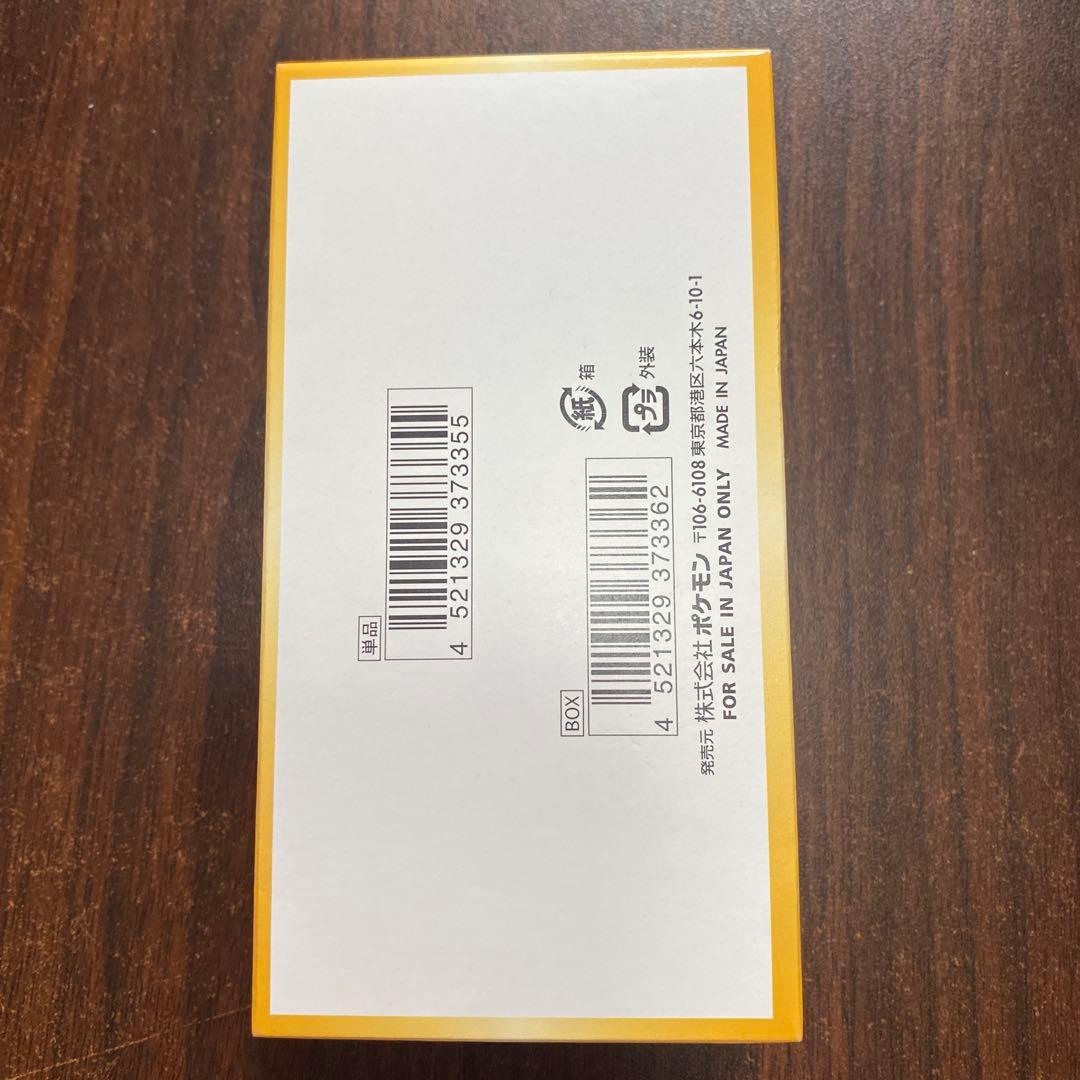 単品
4 521329 373355
BOX
4 521329 373362
紙 箱
プラ 外装
発売元 株式会社 ポケモン 〒106-6108 東京都港区六本木6-10-1
FOR SALE IN JAPAN ONLY MADE IN JAPAN